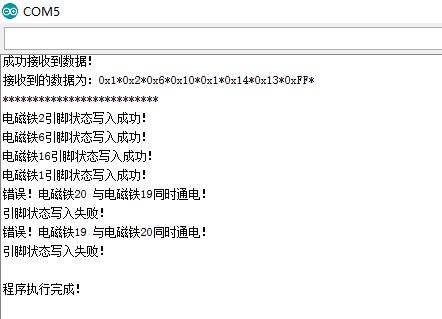 COM5
成功接收到数据!
接收到的数据为: 0x1*0x2*0x6*0x10*0x1*0x14*0x13*0xFF*
**************************
电磁铁2引脚状态写入成功!
电磁铁6引脚状态写入成功!
电磁铁16引脚状态写入成功!
电磁铁1引脚状态写入成功!
错误! 电磁铁20 与电磁铁19同时通电!
引脚状态写入失败!
错误! 电磁铁19 与电磁铁20同时通电!
引脚状态写入失败!
程序执行完成!